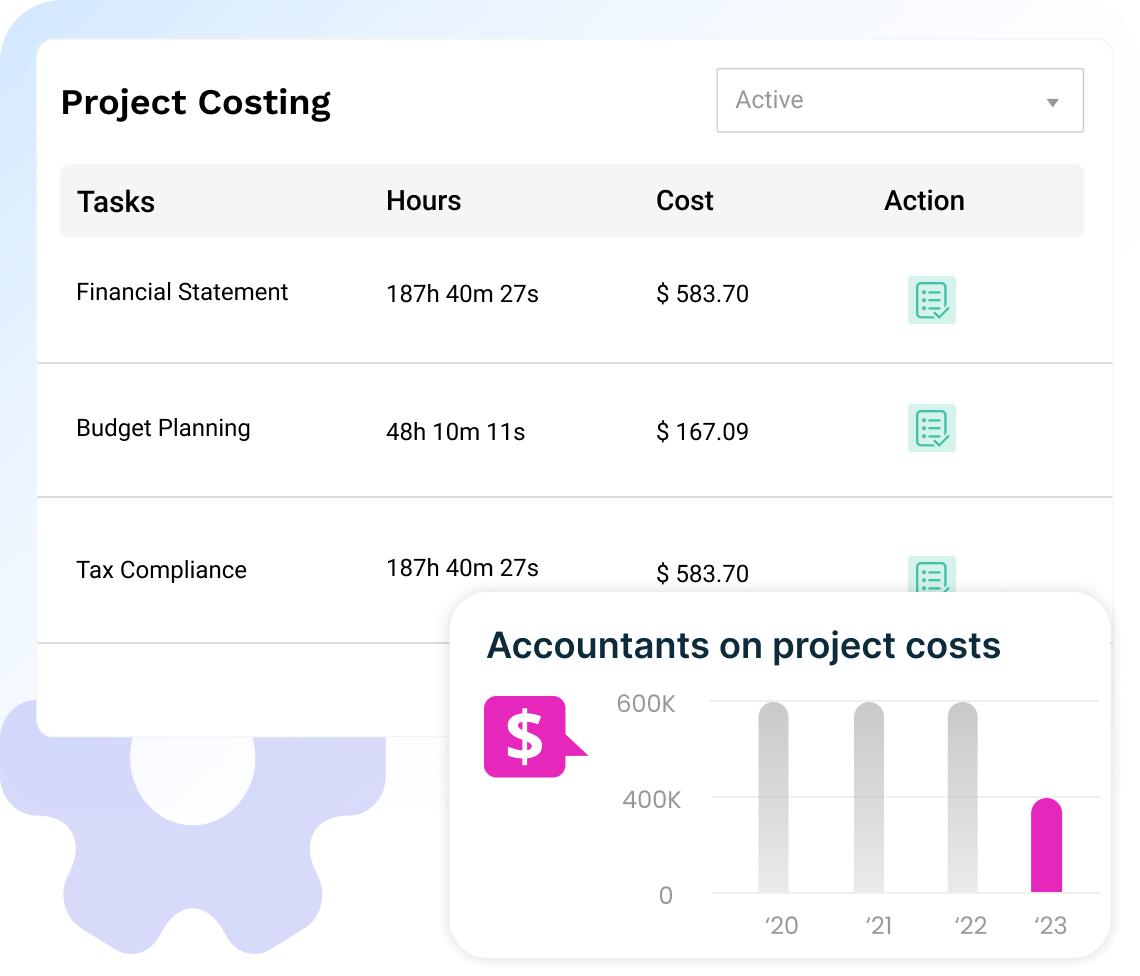 Project Costing
Active
Tasks Hours Cost Action
Financial Statement 187h 40m 27s $ 583.70
Budget Planning 48h 10m 11s $ 167.09
Tax Compliance 187h 40m 27s $ 583.70
Accountants on project costs
$
600K
400K
0
‘20 ‘21 ‘22 ‘23